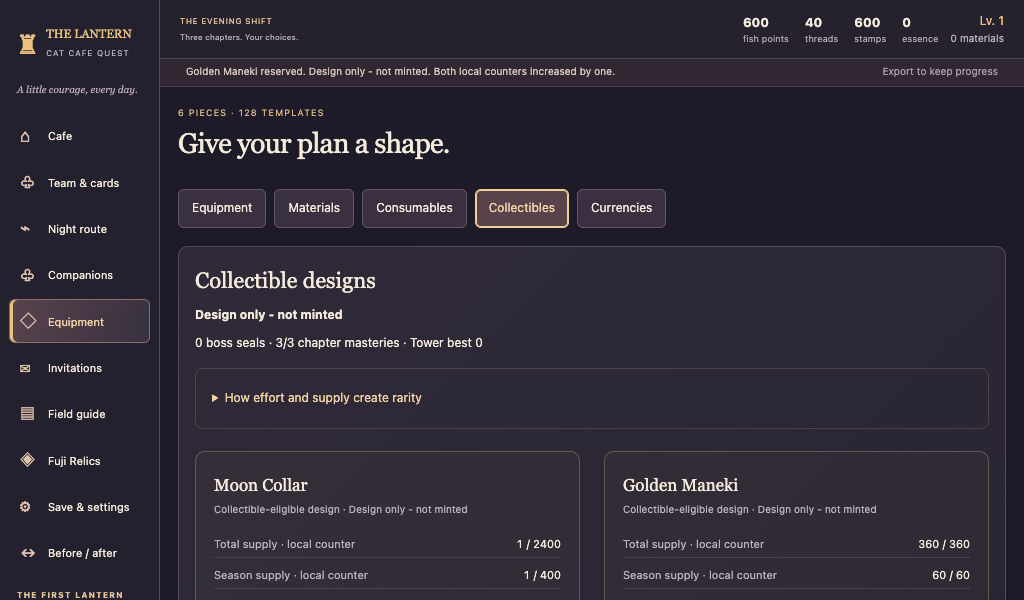 THE LANTERN
CAT CAFE QUEST
A little courage, every day.
Cafe
Team & cards
Night route
Companions
Equipment
Invitations
Field guide
Fuji Relics
Save & settings
Before / after
THE FIRST LANTERN
THE EVENING SHIFT
Three chapters. Your choices.
600 fish points
40 threads
600 stamps
0 essence
Lv. 1
0 materials
Golden Maneki reserved. Design only - not minted. Both local counters increased by one.
Export to keep progress
6 PIECES · 128 TEMPLATES
Give your plan a shape.
Equipment
Materials
Consumables
Collectibles
Currencies
Collectible designs
Design only - not minted
0 boss seals · 3/3 chapter masteries · Tower best 0
How effort and supply create rarity
Moon Collar
Collectible-eligible design · Design only - not minted
Total supply · local counter 1 / 2400
Season supply · local counter 1 / 400
Golden Maneki
Collectible-eligible design · Design only - not minted
Total supply · local counter 360 / 360
Season supply · local counter 60 / 60